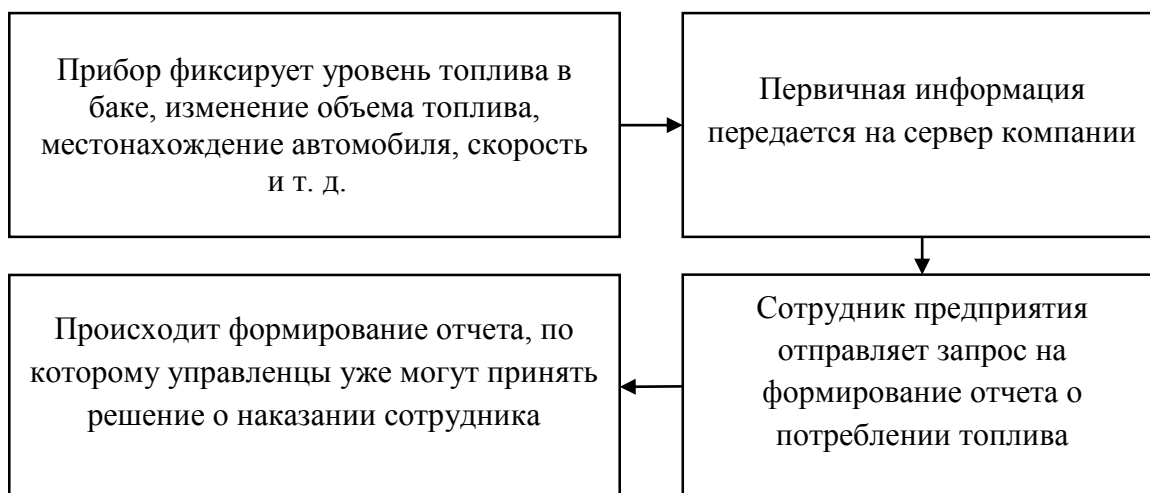 Прибор фиксирует уровень топлива в
баке, изменение объема топлива,
местонахождение автомобиля, скорость
и т. д.
Первичная информация
передается на сервер компании
Сотрудник предприятия
отправляет запрос на
формирование отчета о
потреблении топлива
Происходит формирование отчета, по
которому управленцы уже могут принять
решение о наказании сотрудника